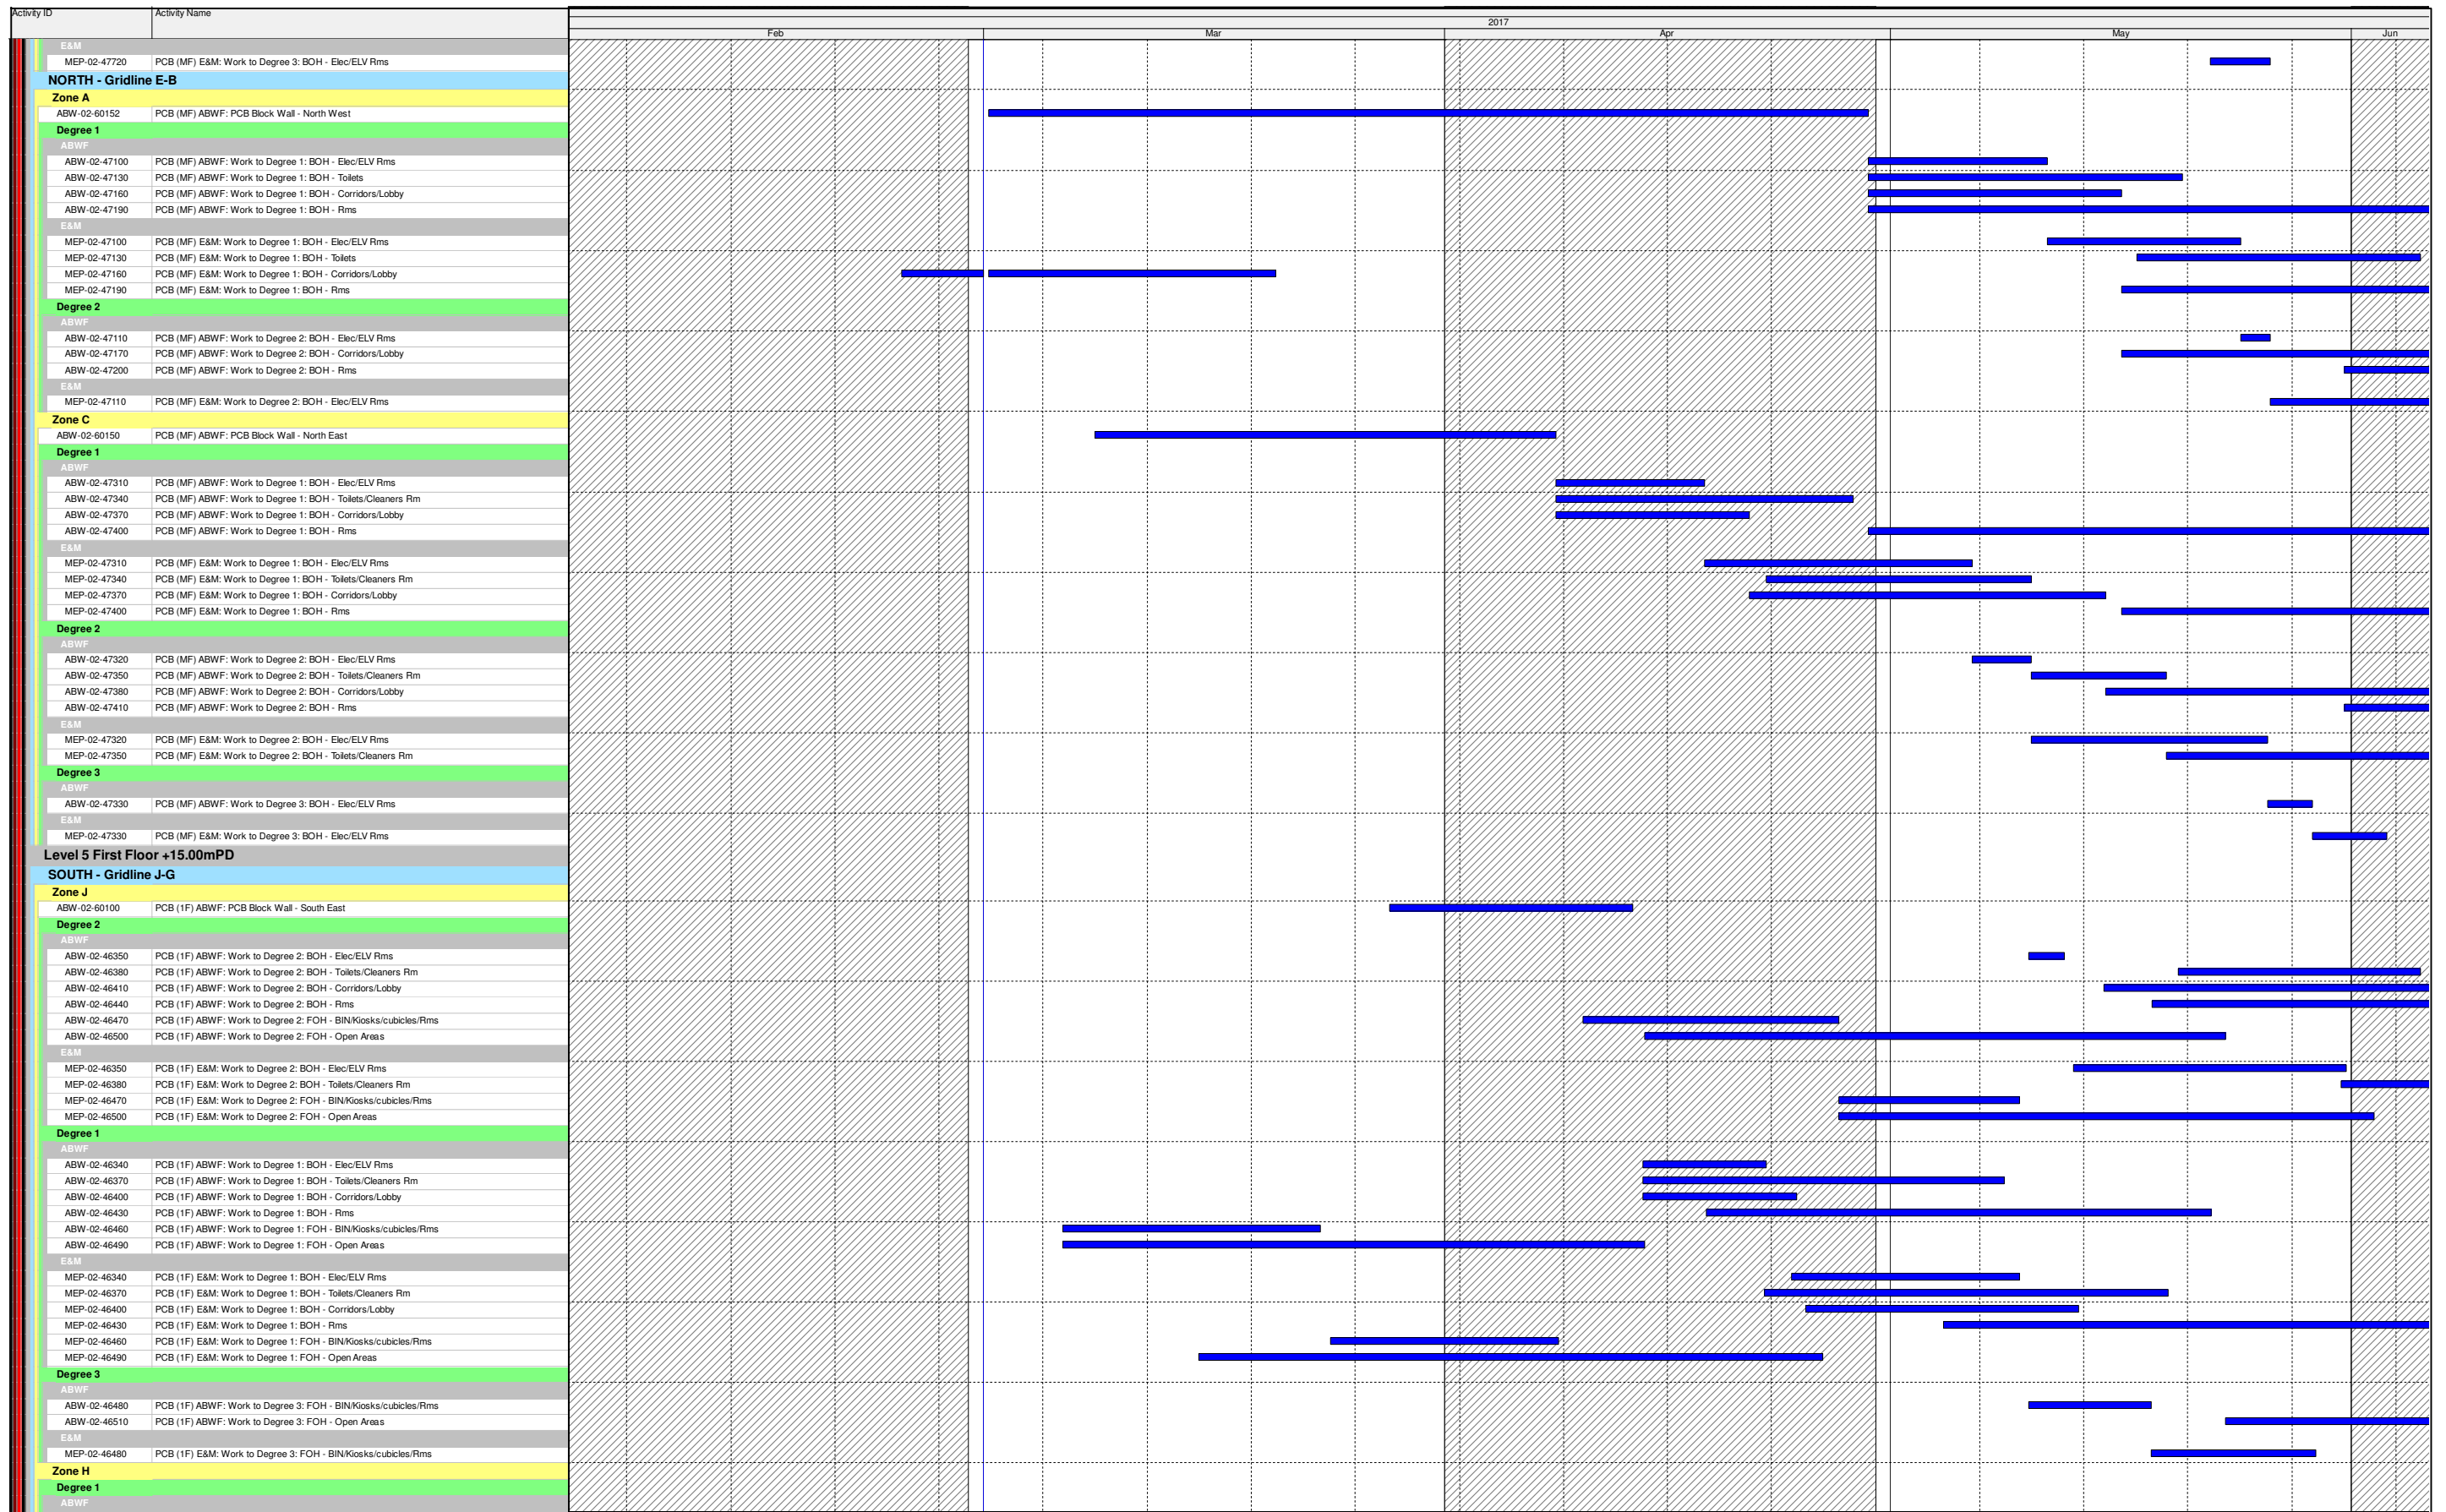 Activity ID Activity Name
2017
Feb Mar Apr May Jun
E&M
MEP-02-47720 PCB (MF) E&M: Work to Degree 3: BOH - Elec/ELV Rms
NORTH - Gridline E-B
Zone A
ABW-02-60152 PCB (MF) ABWF: PCB Block Wall - North West
Degree 1
ABWF
ABW-02-47100 PCB (MF) ABWF: Work to Degree 1: BOH - Elec/ELV Rms
ABW-02-47130 PCB (MF) ABWF: Work to Degree 1: BOH - Toilets
ABW-02-47160 PCB (MF) ABWF: Work to Degree 1: BOH - Corridors/Lobby
ABW-02-47190 PCB (MF) ABWF: Work to Degree 1: BOH - Rms
E&M
MEP-02-47100 PCB (MF) E&M: Work to Degree 1: BOH - Elec/ELV Rms
MEP-02-47130 PCB (MF) E&M: Work to Degree 1: BOH - Toilets
MEP-02-47160 PCB (MF) E&M: Work to Degree 1: BOH - Corridors/Lobby
MEP-02-47190 PCB (MF) E&M: Work to Degree 1: BOH - Rms
Degree 2
ABWF
ABW-02-47110 PCB (MF) ABWF: Work to Degree 2: BOH - Elec/ELV Rms
ABW-02-47170 PCB (MF) ABWF: Work to Degree 2: BOH - Corridors/Lobby
ABW-02-47200 PCB (MF) ABWF: Work to Degree 2: BOH - Rms
E&M
MEP-02-47110 PCB (MF) E&M: Work to Degree 2: BOH - Elec/ELV Rms
Zone C
ABW-02-60150 PCB (MF) ABWF: PCB Block Wall - North East
Degree 1
ABWF
ABW-02-47310 PCB (MF) ABWF: Work to Degree 1: BOH - Elec/ELV Rms
ABW-02-47340 PCB (MF) ABWF: Work to Degree 1: BOH - Toilets/Cleaners Rm
ABW-02-47370 PCB (MF) ABWF: Work to Degree 1: BOH - Corridors/Lobby
ABW-02-47400 PCB (MF) ABWF: Work to Degree 1: BOH - Rms
E&M
MEP-02-47310 PCB (MF) E&M: Work to Degree 1: BOH - Elec/ELV Rms
MEP-02-47340 PCB (MF) E&M: Work to Degree 1: BOH - Toilets/Cleaners Rm
MEP-02-47370 PCB (MF) E&M: Work to Degree 1: BOH - Corridors/Lobby
MEP-02-47400 PCB (MF) E&M: Work to Degree 1: BOH - Rms
Degree 2
ABWF
ABW-02-47320 PCB (MF) ABWF: Work to Degree 2: BOH - Elec/ELV Rms
ABW-02-47350 PCB (MF) ABWF: Work to Degree 2: BOH - Toilets/Cleaners Rm
ABW-02-47380 PCB (MF) ABWF: Work to Degree 2: BOH - Corridors/Lobby
ABW-02-47410 PCB (MF) ABWF: Work to Degree 2: BOH - Rms
E&M
MEP-02-47320 PCB (MF) E&M: Work to Degree 2: BOH - Elec/ELV Rms
MEP-02-47350 PCB (MF) E&M: Work to Degree 2: BOH - Toilets/Cleaners Rm
Degree 3
ABWF
ABW-02-47330 PCB (MF) ABWF: Work to Degree 3: BOH - Elec/ELV Rms
E&M
MEP-02-47330 PCB (MF) E&M: Work to Degree 3: BOH - Elec/ELV Rms
Level 5 First Floor +15.00mPD
SOUTH - Gridline J-G
Zone J
ABW-02-60100 PCB (1F) ABWF: PCB Block Wall - South East
Degree 2
ABWF
ABW-02-46350 PCB (1F) ABWF: Work to Degree 2: BOH - Elec/ELV Rms
ABW-02-46380 PCB (1F) ABWF: Work to Degree 2: BOH - Toilets/Cleaners Rm
ABW-02-46410 PCB (1F) ABWF: Work to Degree 2: BOH - Corridors/Lobby
ABW-02-46440 PCB (1F) ABWF: Work to Degree 2: BOH - Rms
ABW-02-46470 PCB (1F) ABWF: Work to Degree 2: FOH - BIN/Kiosks/cubicles/Rms
ABW-02-46500 PCB (1F) ABWF: Work to Degree 2: FOH - Open Areas
E&M
MEP-02-46350 PCB (1F) E&M: Work to Degree 2: BOH - Elec/ELV Rms
MEP-02-46380 PCB (1F) E&M: Work to Degree 2: BOH - Toilets/Cleaners Rm
MEP-02-46470 PCB (1F) E&M: Work to Degree 2: FOH - BIN/Kiosks/cubicles/Rms
MEP-02-46500 PCB (1F) E&M: Work to Degree 2: FOH - Open Areas
Degree 1
ABWF
ABW-02-46340 PCB (1F) ABWF: Work to Degree 1: BOH - Elec/ELV Rms
ABW-02-46370 PCB (1F) ABWF: Work to Degree 1: BOH - Toilets/Cleaners Rm
ABW-02-46400 PCB (1F) ABWF: Work to Degree 1: BOH - Corridors/Lobby
ABW-02-46430 PCB (1F) ABWF: Work to Degree 1: BOH - Rms
ABW-02-46460 PCB (1F) ABWF: Work to Degree 1: FOH - BIN/Kiosks/cubicles/Rms
ABW-02-46490 PCB (1F) ABWF: Work to Degree 1: FOH - Open Areas
E&M
MEP-02-46340 PCB (1F) E&M: Work to Degree 1: BOH - Elec/ELV Rms
MEP-02-46370 PCB (1F) E&M: Work to Degree 1: BOH - Toilets/Cleaners Rm
MEP-02-46400 PCB (1F) E&M: Work to Degree 1: BOH - Corridors/Lobby
MEP-02-46430 PCB (1F) E&M: Work to Degree 1: BOH - Rms
MEP-02-46460 PCB (1F) E&M: Work to Degree 1: FOH - BIN/Kiosks/cubicles/Rms
MEP-02-46490 PCB (1F) E&M: Work to Degree 1: FOH - Open Areas
Degree 3
ABWF
ABW-02-46480 PCB (1F) ABWF: Work to Degree 3: FOH - BIN/Kiosks/cubicles/Rms
ABW-02-46510 PCB (1F) ABWF: Work to Degree 3: FOH - Open Areas
E&M
MEP-02-46480 PCB (1F) E&M: Work to Degree 3: FOH - BIN/Kiosks/cubicles/Rms
Zone H
Degree 1
ABWF